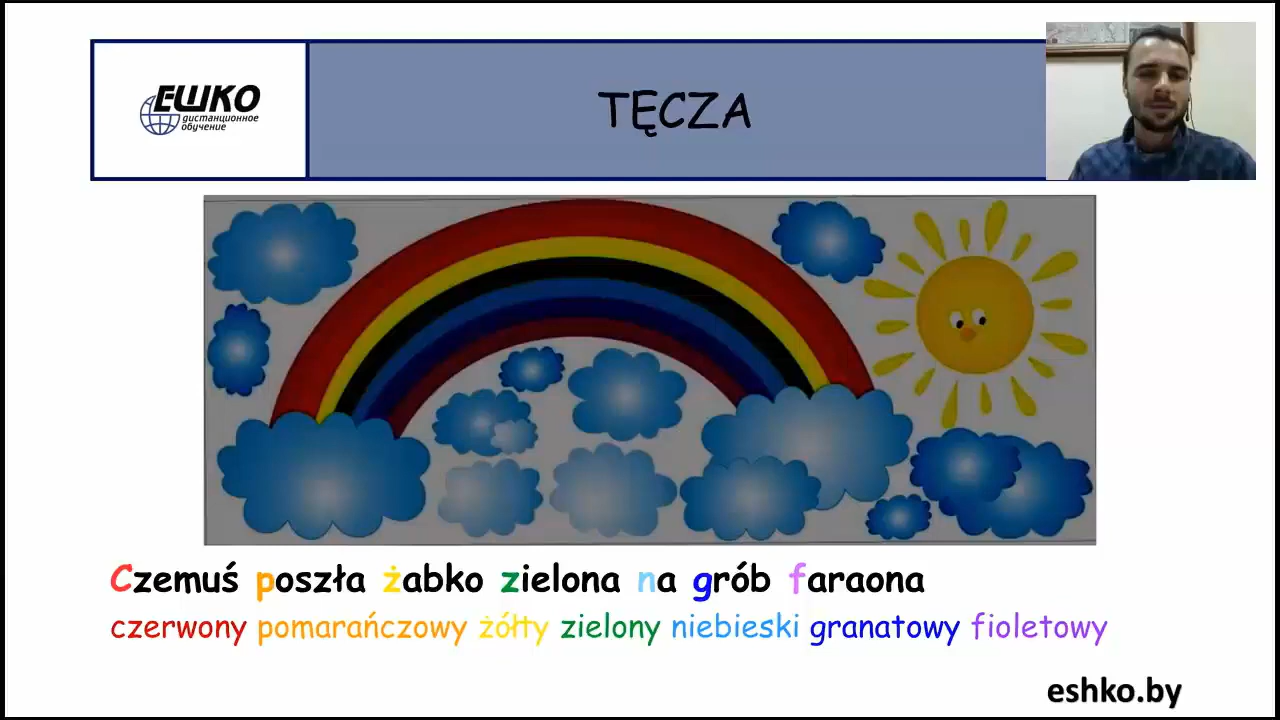 ЕШКО
дистанционное
обучение
TĘCZA
Czemuś poszła żabko zielona na grób faraona
czerwony pomarańczowy żółty zielony niebieski granatowy fioletowy
eshko.by